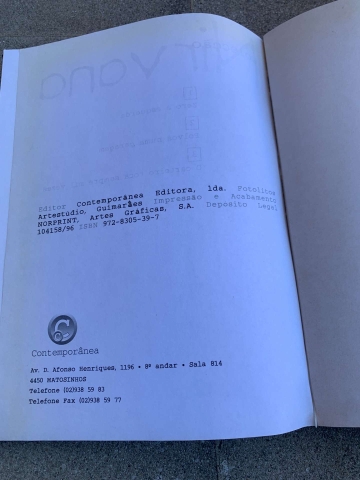 nirvana
Editor Contemporânea Editora, lda. Fotolitos
Artestúdio, Guimarães Impressão e Acabamento
NORPRINT, Artes Gráficas, S.A. Depósito Legal
104158/96 ISBN 972-8305-39-7
Contemporânea
Av. D. Afonso Henriques, 1196 • 8º andar • Sala 814
4450 MATOSINHOS
Telefone (02)938 59 83
Telefone Fax (02)938 59 77